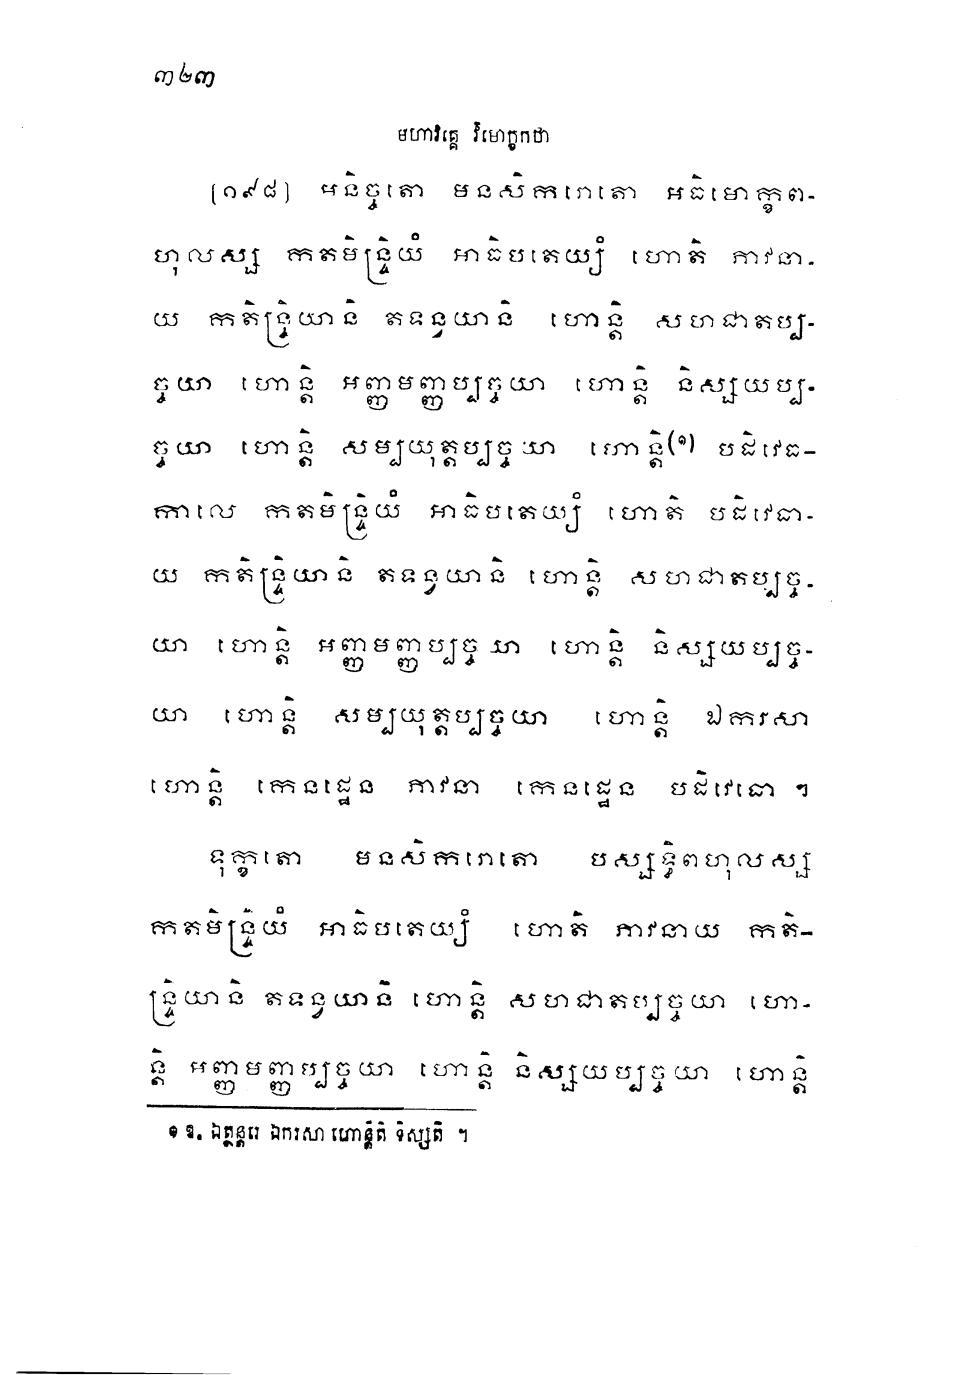 ៣២៣
មហាវគ្គេ វិមោក្ខកថា
[១៩៨] អនិច្ចតោ មនសិករោតោ អធិមោក្ខព-
ហុលស្ស កតមិន្ទ្រិយំ អាធិបតេយ្យំ ហោតិ ភាវនា-
យ កតិន្ទ្រិយានិ តទន្វយានិ ហោន្តិ សហជាតប្ប-
ច្ចយា ហោន្តិ អញ្ញមញ្ញប្បច្ចយា ហោន្តិ និស្សយប្ប-
ច្ចយា ហោន្តិ សម្បយុត្តប្បច្ចយា ហោន្តិ(១) បដិវេធ-
កាលេ កតមិន្ទ្រិយំ អាធិបតេយ្យំ ហោតិ បដិវេធា-
យ កតិន្ទ្រិយានិ តទន្វយានិ ហោន្តិ សហជាតប្បច្ច-
យា ហោន្តិ អញ្ញមញ្ញប្បច្ចយា ហោន្តិ និស្សយប្បច្ច-
យា ហោន្តិ សម្បយុត្តប្បច្ចយា ហោន្តិ ឯករសា
ហោន្តិ កេនដ្ឋេន ភាវនា កេនដ្ឋេន បដិវេធោ ។
ទុក្ខតោ មនសិករោតោ បស្សទ្ធិពហុលស្ស
កតមិន្ទ្រិយំ អាធិបតេយ្យំ ហោតិ ភាវនាយ កតិ-
ន្ទ្រិយានិ តទន្វយានិ ហោន្តិ សហជាតប្បច្ចយា ហោ-
ន្តិ អញ្ញមញ្ញប្បច្ចយា ហោន្តិ និស្សយប្បច្ចយា ហោន្តិ
១ ឱ. ឯត្ថន្តរេ ឯករសា ហោន្តីតិ ទិស្សតិ ។